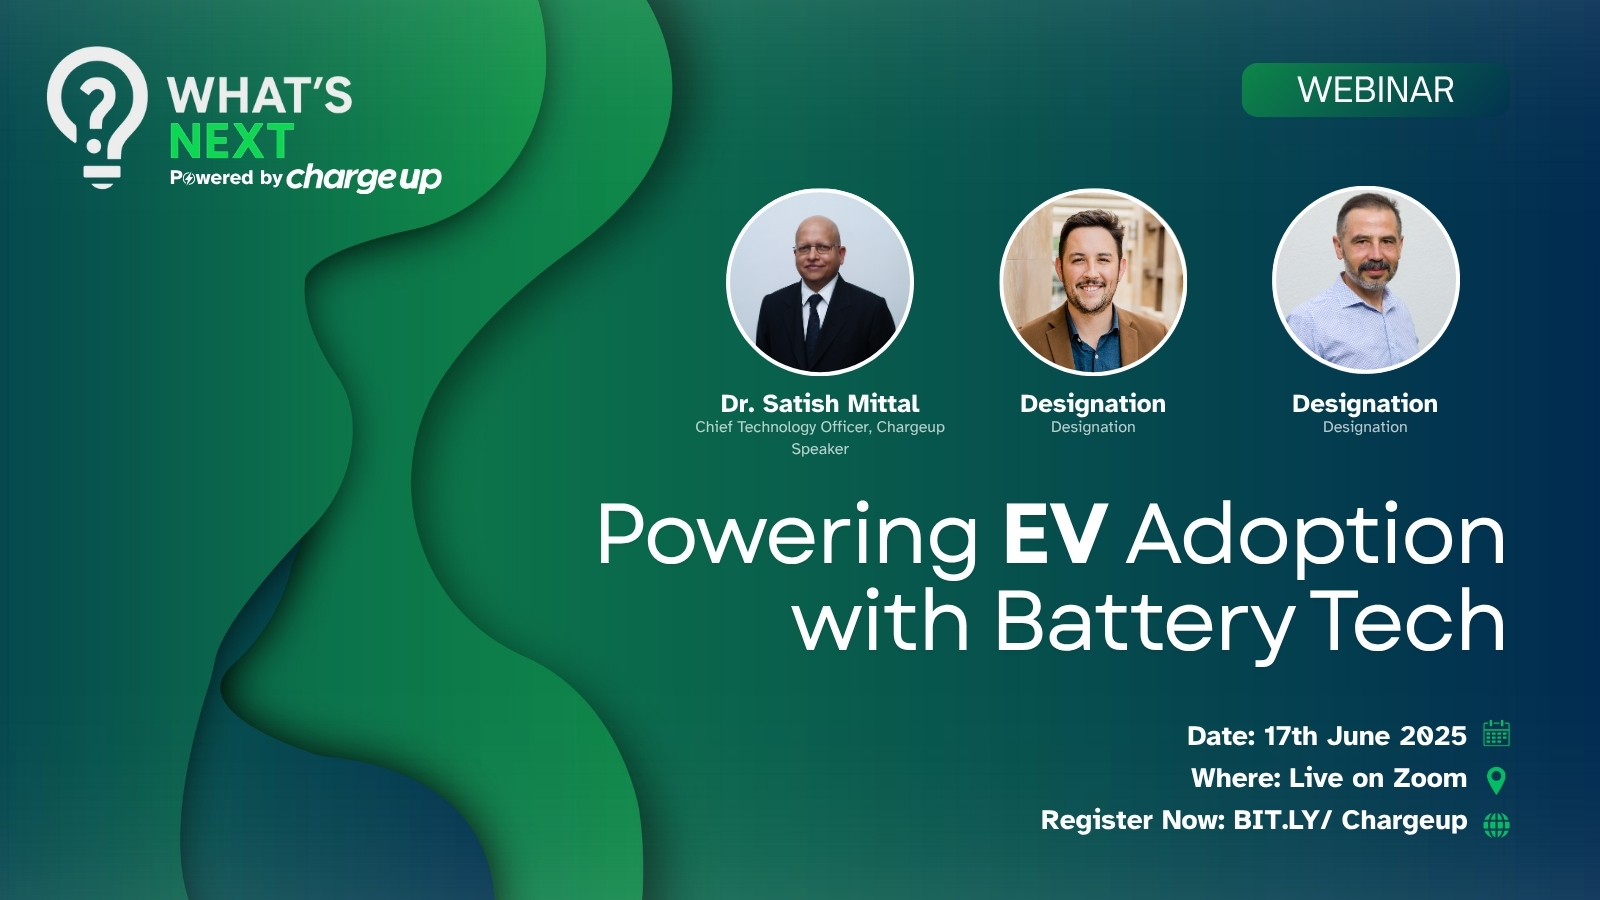 WHAT'S
NEXT
Powered by chargeup
WEBINAR
Dr. Satish Mittal
Chief Technology Officer, Chargeup
Speaker
Designation
Designation
Designation
Designation
Powering EV Adoption
with Battery Tech
Date: 17th June 2025
Where: Live on Zoom
Register Now: BIT.LY/ Chargeup